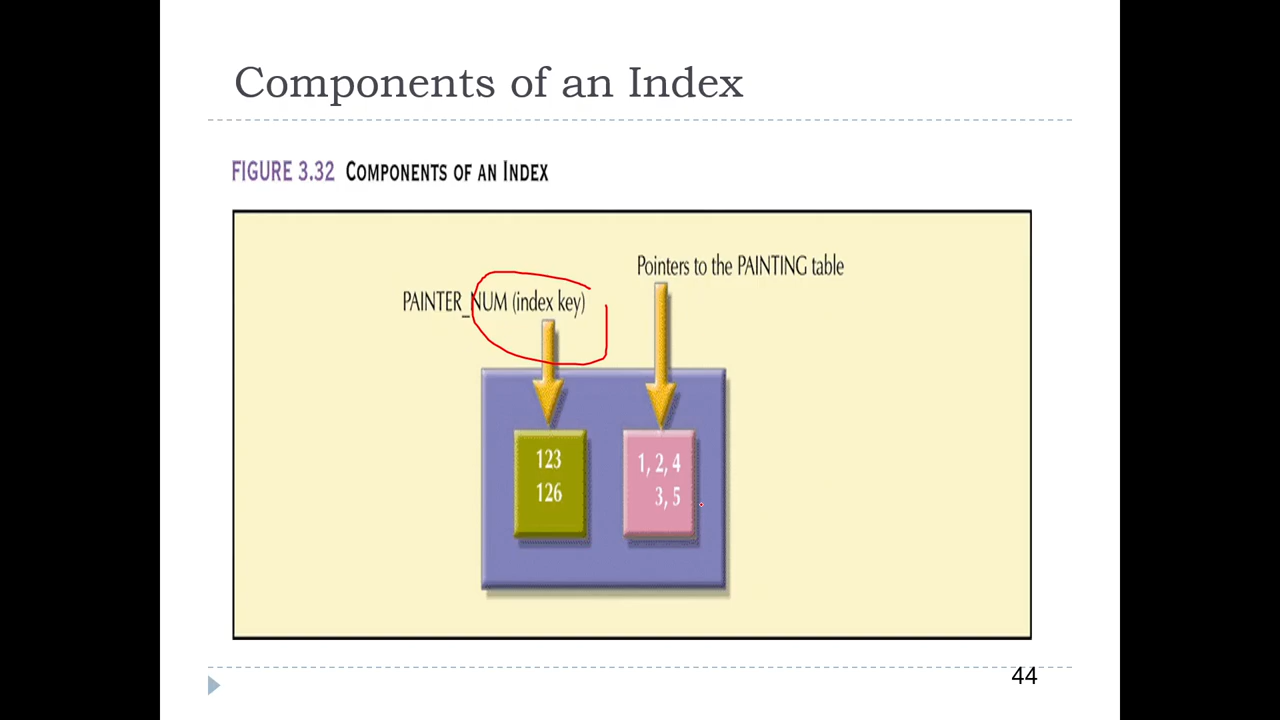 Components of an Index
FIGURE 3.32 COMPONENTS OF AN INDEX
Pointers to the PAINTING table
PAINTER_NUM (index key)
123
126
1, 2, 4
3, 5
44